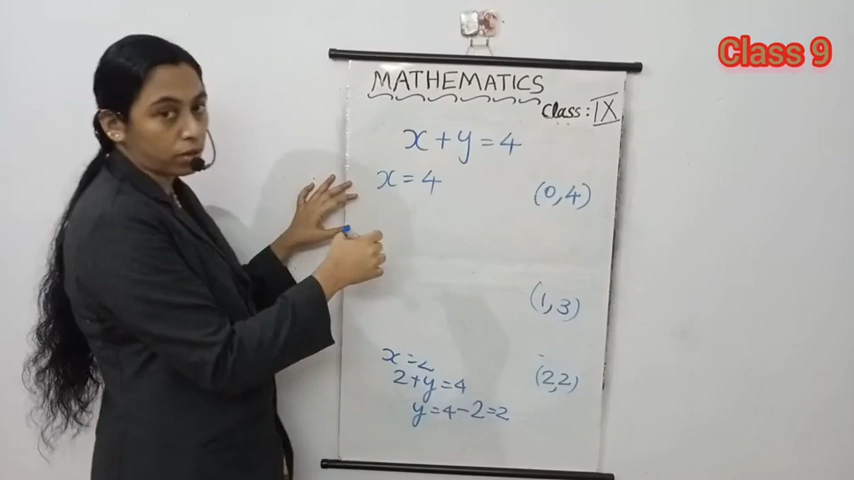 Class 9
MATHEMATICS
Class : IX
x + y = 4
x = 4
(0, 4)
(1, 3)
x = 2
2 + y = 4
(2, 2)
y = 4 - 2 = 2